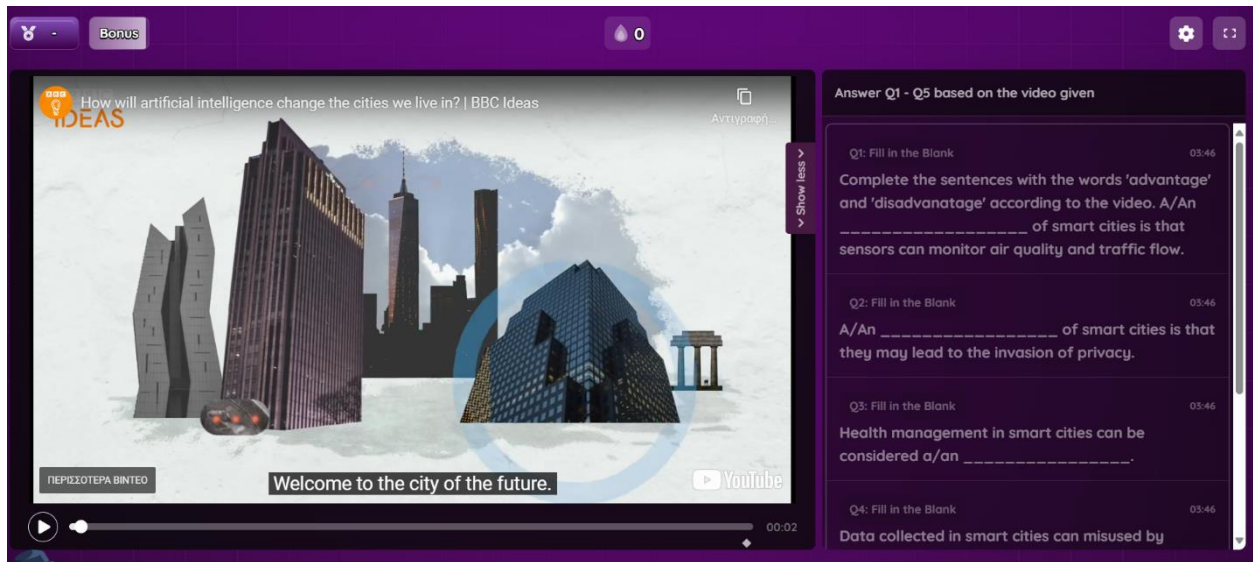 -
Bonus
0
How will artificial intelligence change the cities we live in? | BBC Ideas
BBC
IDEAS
Αντιγραφή...
Show less
Welcome to the city of the future.
ΠΕΡΙΣΣΟΤΕΡΑ ΒΙΝΤΕΟ
YouTube
00:02
Answer Q1 - Q5 based on the video given
Q1: Fill in the Blank 03:46
Complete the sentences with the words 'advantage'
and 'disadvanatage' according to the video. A/An
__________________ of smart cities is that
sensors can monitor air quality and traffic flow.
Q2: Fill in the Blank 03:46
A/An _________________ of smart cities is that
they may lead to the invasion of privacy.
Q3: Fill in the Blank 03:46
Health management in smart cities can be
considered a/an ________________.
Q4: Fill in the Blank 03:46
Data collected in smart cities can misused by